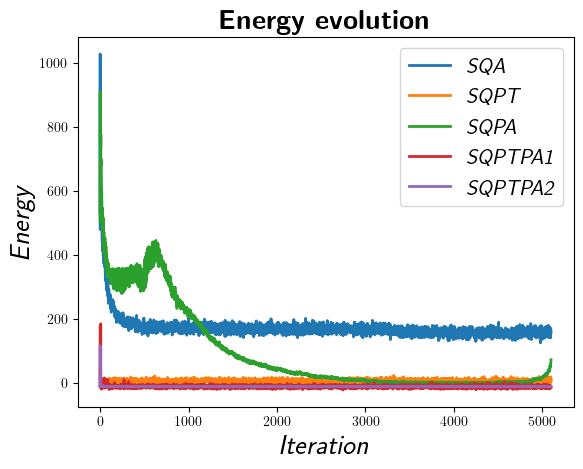 Energy evolution
1000
800
600
400
200
0
Energy
SQA
SQPT
SQPA
SQPTPA1
SQPTPA2
0
1000
2000
3000
4000
5000
Iteration